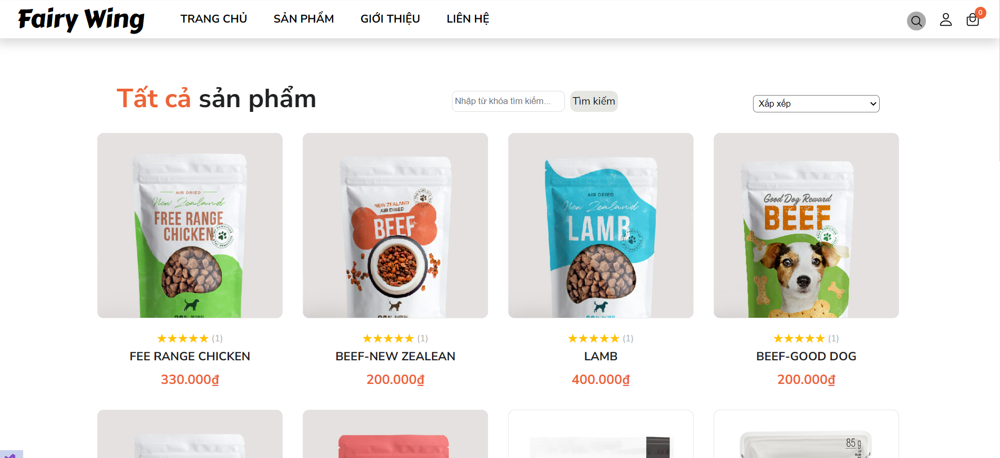 Fairy Wing
TRANG CHỦ
SẢN PHẨM
GIỚI THIỆU
LIÊN HỆ
0
Tất cả sản phẩm
Nhập từ khóa tìm kiếm...
Tìm kiếm
Xắp xếp
AIR DRIED
New Zealand
FREE RANGE
CHICKEN
STAY PAWSITIVE
NEW ZEALAND
AIR DRIED
BEEF
AIR DRIED
New Zealand
LAMB
Good Dog Reward
BEEF
★★★★★ (1)
FEE RANGE CHICKEN
330.000₫
★★★★★ (1)
BEEF-NEW ZEALEAN
200.000₫
★★★★★ (1)
LAMB
400.000₫
★★★★★ (1)
BEEF-GOOD DOG
200.000₫
85 g